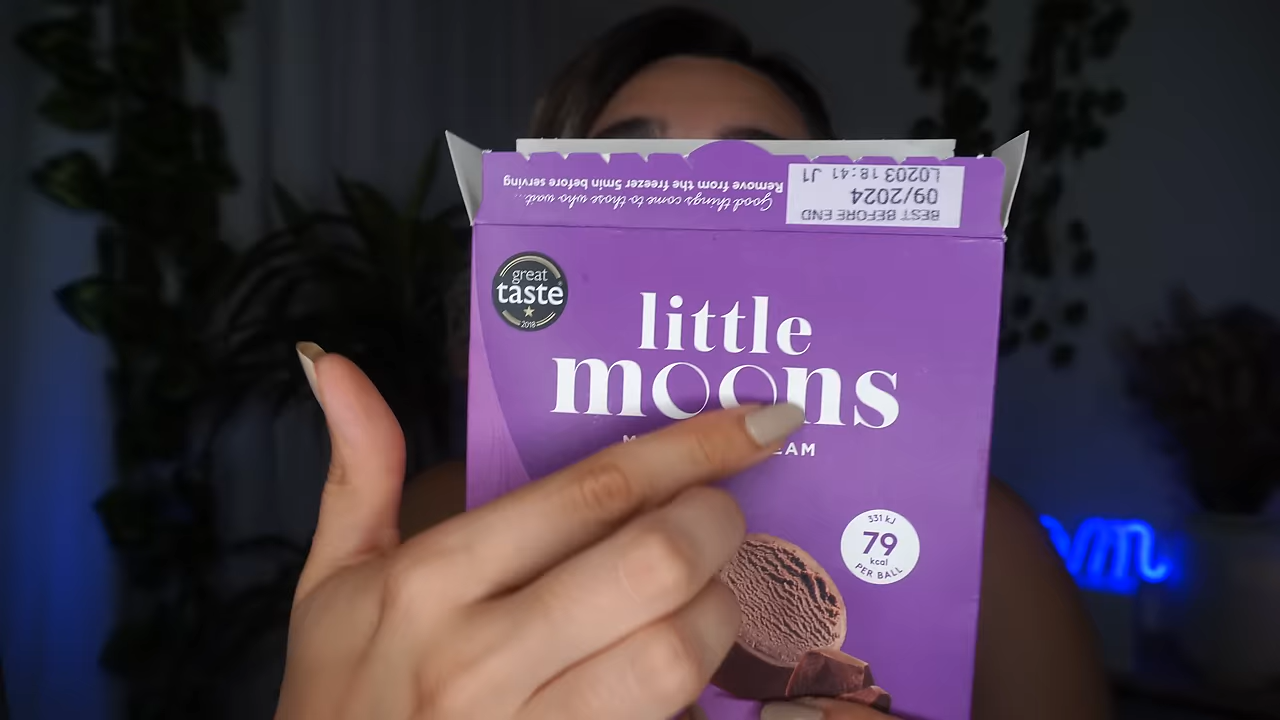 Good things come to those who wait...
Remove from the freezer 5min before serving
BEST BEFORE END
09/2024
L0203 18:41 J1
great
taste
2018
little
moons
331 kJ
79
kcal
PER BALL